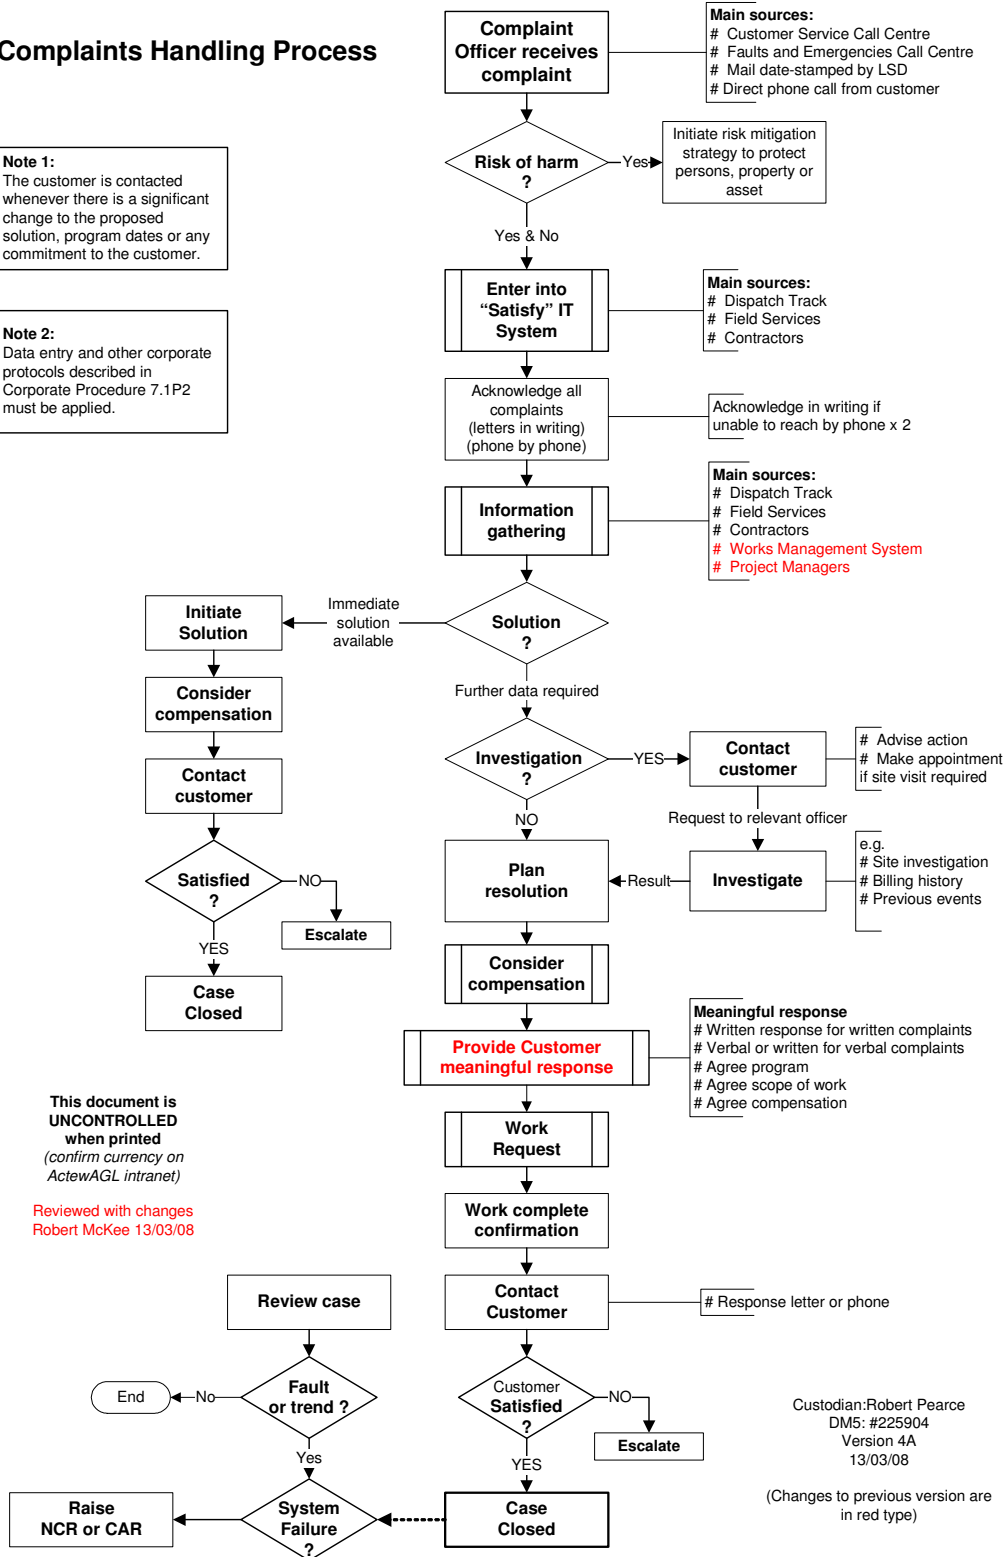 Complaints Handling Process
Complaint
Officer receives
complaint
Main sources:
# Customer Service Call Centre
# Faults and Emergencies Call Centre
# Mail date-stamped by LSD
# Direct phone call from customer
Note 1:
The customer is contacted
whenever there is a significant
change to the proposed
solution, program dates or any
commitment to the customer.
Risk of harm
?
Yes
Initiate risk mitigation
strategy to protect
persons, property or
asset
Yes & No
Note 2:
Data entry and other corporate
protocols described in
Corporate Procedure 7.1P2
must be applied.
Enter into
“Satisfy” IT
System
Main sources:
# Dispatch Track
# Field Services
# Contractors
Acknowledge all
complaints
(letters in writing)
(phone by phone)
Acknowledge in writing if
unable to reach by phone x 2
Information
gathering
Main sources:
# Dispatch Track
# Field Services
# Contractors
# Works Management System
# Project Managers
Solution
?
Immediate
solution
available
Initiate
Solution
Consider
compensation
Contact
customer
Satisfied
?
NO
Escalate
YES
Case
Closed
Further data required
Investigation
?
YES
Contact
customer
# Advise action
# Make appointment
if site visit required
NO
Request to relevant officer
Plan
resolution
Result
Investigate
e.g.
# Site investigation
# Billing history
# Previous events
Consider
compensation
Provide Customer
meaningful response
Meaningful response
# Written response for written complaints
# Verbal or written for verbal complaints
# Agree program
# Agree scope of work
# Agree compensation
Work
Request
Work complete
confirmation
Contact
Customer
# Response letter or phone
Customer
Satisfied
?
NO
Escalate
YES
Case
Closed
This document is
UNCONTROLLED
when printed
(confirm currency on
ActewAGL intranet)
Reviewed with changes
Robert McKee 13/03/08
Review case
Fault
or trend ?
No
End
Yes
System
Failure
?
Raise
NCR or CAR
Custodian:Robert Pearce
DM5: #225904
Version 4A
13/03/08
(Changes to previous version are
in red type)